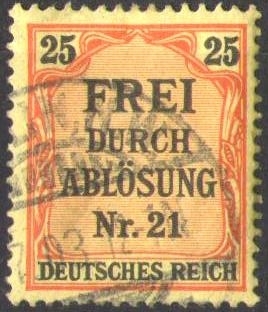 25 25
FREI
DURCH
ABLÖSUNG
Nr. 21
DEUTSCHES REICH